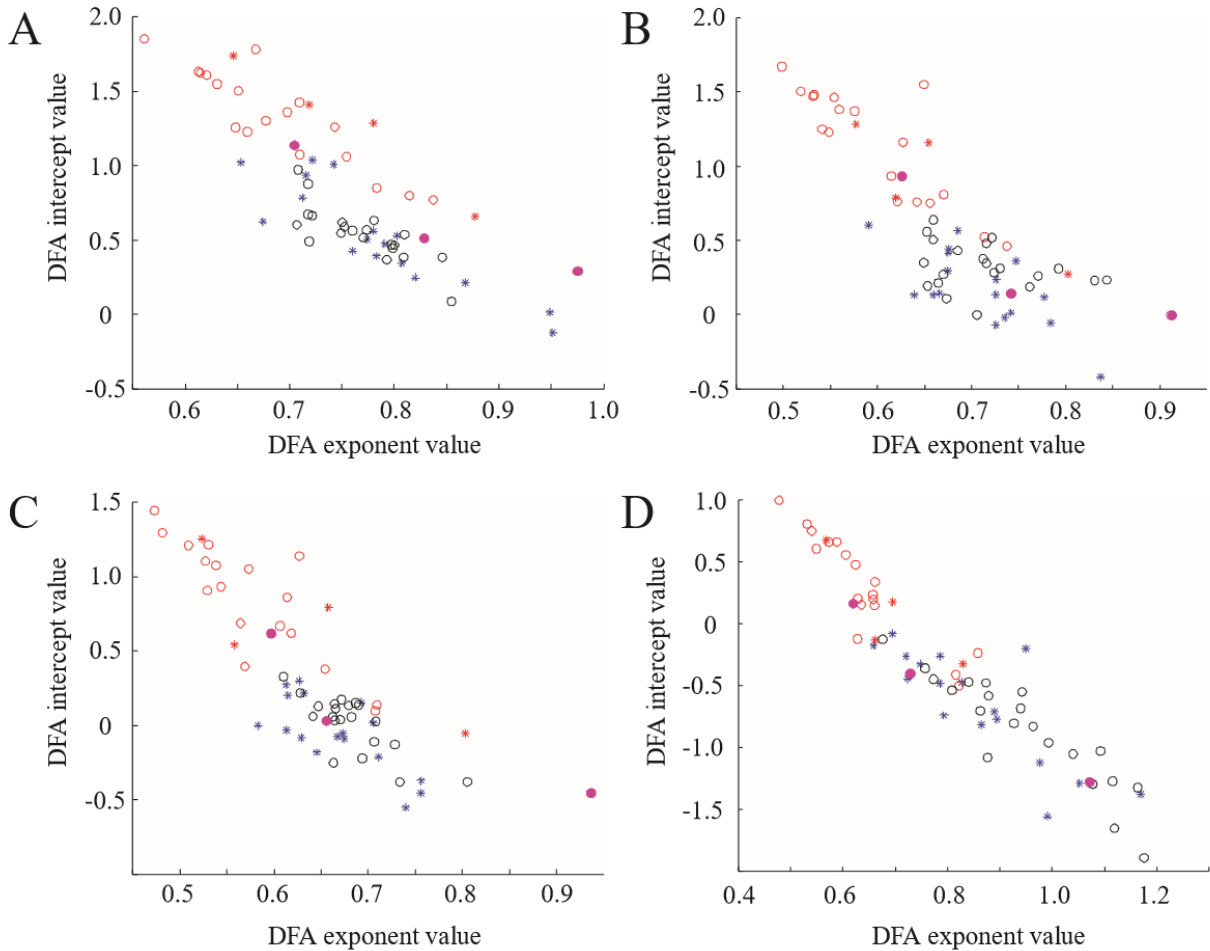 A
DFA intercept value
2.0
1.5
1.0
0.5
0
-0.5
0.6 0.7 0.8 0.9 1.0
DFA exponent value
B
DFA intercept value
2.0
1.5
1.0
0.5
0
-0.5
0.5 0.6 0.7 0.8 0.9
DFA exponent value
C
DFA intercept value
1.5
1.0
0.5
0
-0.5
0.5 0.6 0.7 0.8 0.9
DFA exponent value
D
DFA intercept value
1.0
0.5
0
-0.5
-1.0
-1.5
0.4 0.6 0.8 1.0 1.2
DFA exponent value